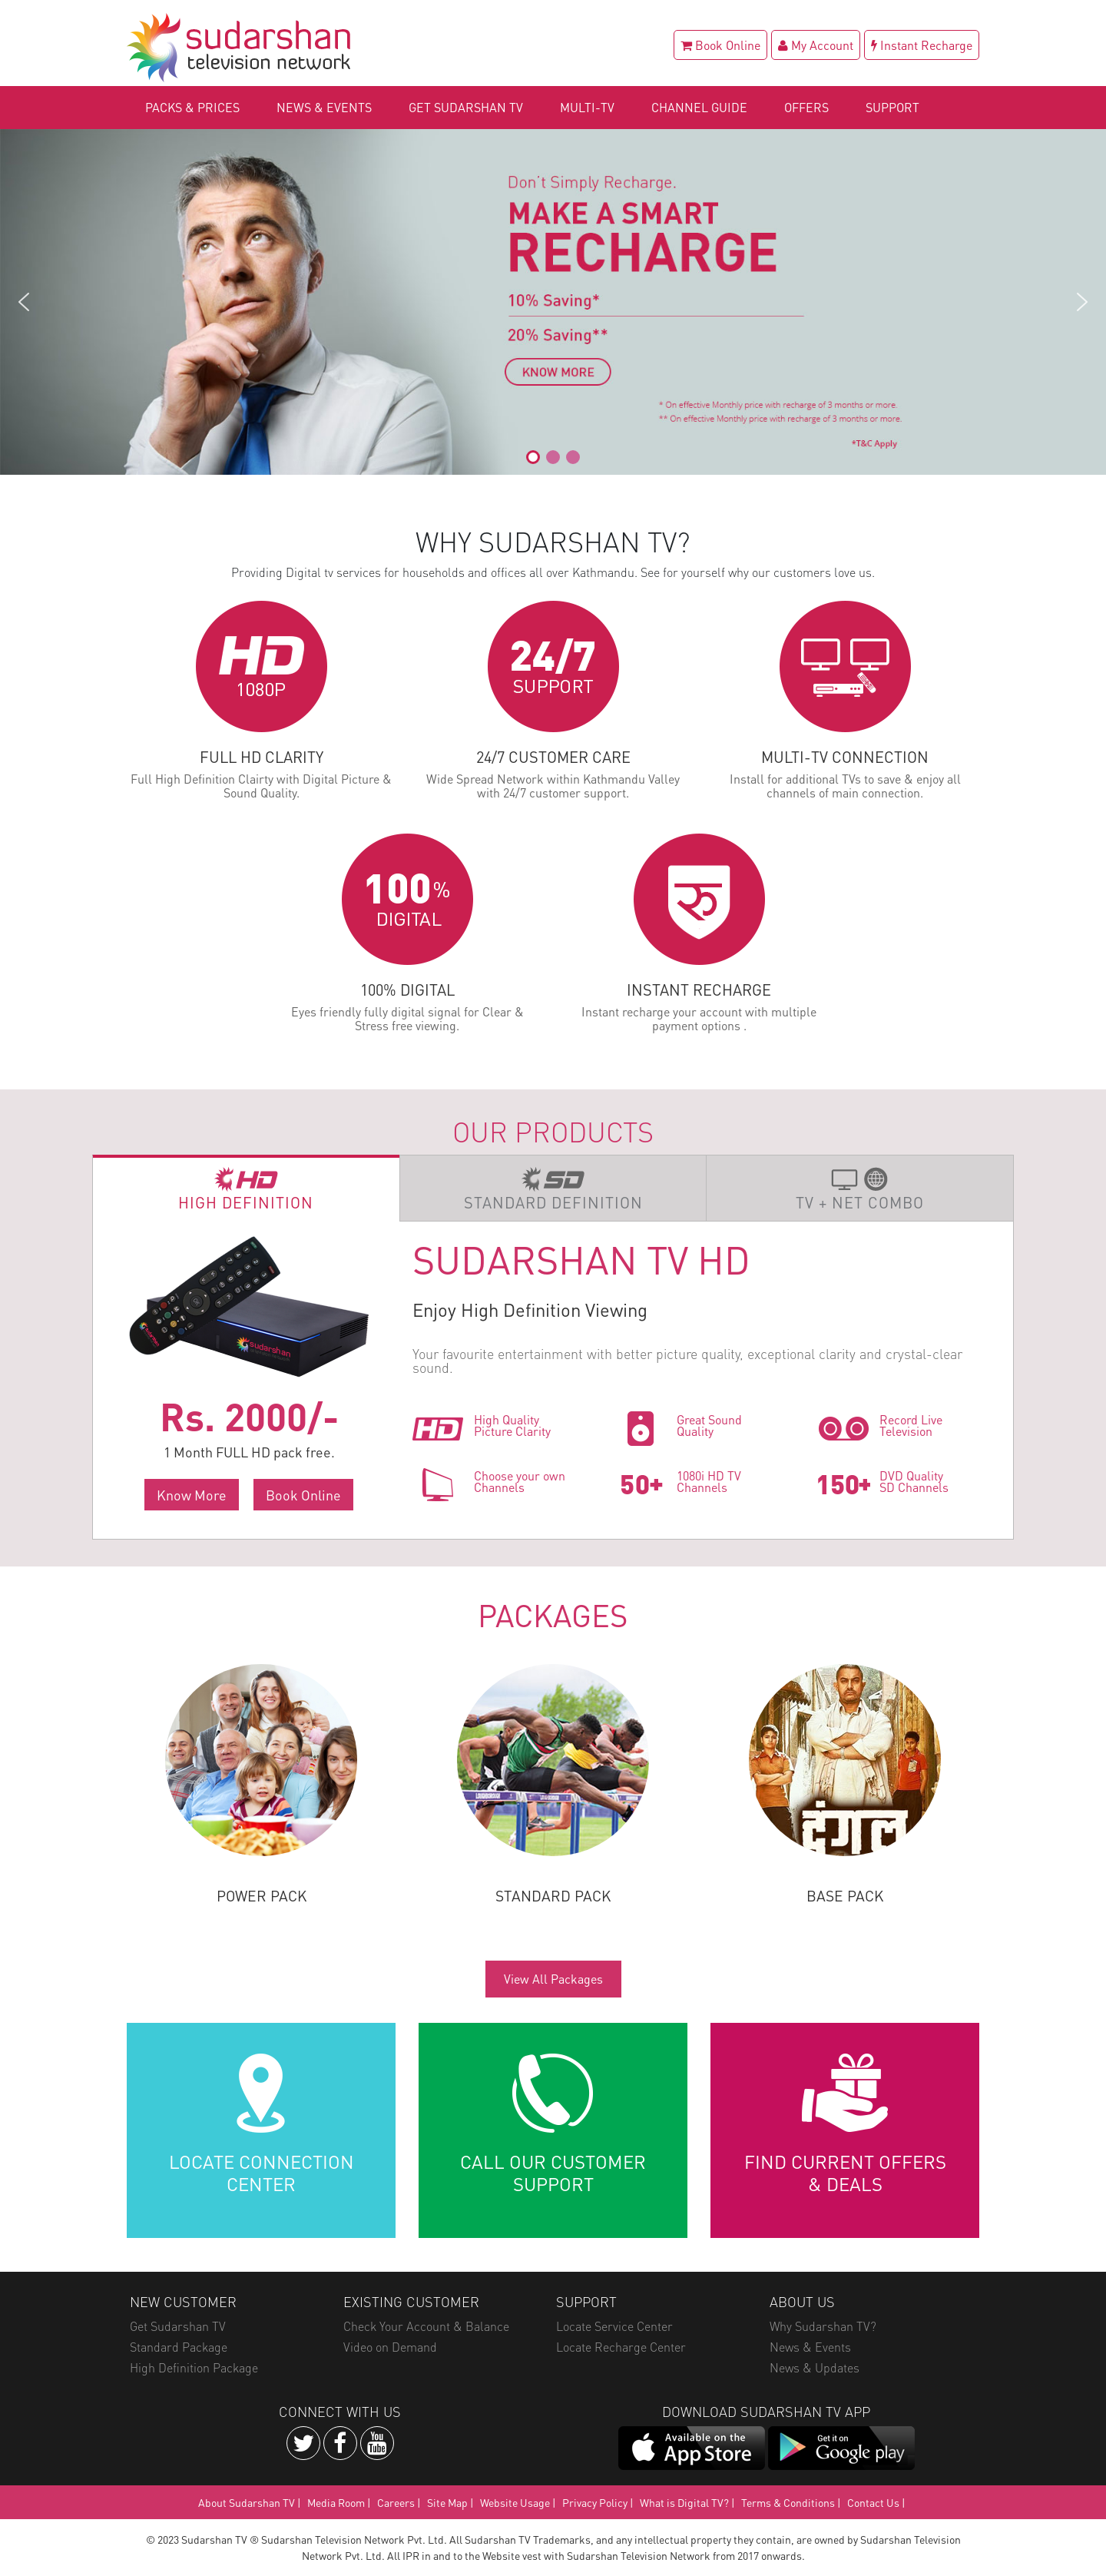 sudarshan
television network
Book Online
My Account
Instant Recharge
PACKS & PRICES
NEWS & EVENTS
GET SUDARSHAN TV
MULTI-TV
CHANNEL GUIDE
OFFERS
SUPPORT
Don't Simply Recharge.
MAKE A SMART
RECHARGE
10% Saving*
20% Saving**
KNOW MORE
* On effective Monthly price with recharge of 3 months or more.
** On effective Monthly price with recharge of 3 months or more.
*T&C Apply
WHY SUDARSHAN TV?
Providing Digital tv services for households and offices all over Kathmandu. See for yourself why our customers love us.
HD
1080P
FULL HD CLARITY
Full High Definition Clairty with Digital Picture &
Sound Quality.
24/7
SUPPORT
24/7 CUSTOMER CARE
Wide Spread Network within Kathmandu Valley
with 24/7 customer support.
MULTI-TV CONNECTION
Install for additional TVs to save & enjoy all
channels of main connection.
100%
DIGITAL
100% DIGITAL
Eyes friendly fully digital signal for Clear &
Stress free viewing.
रु
INSTANT RECHARGE
Instant recharge your account with multiple
payment options .
OUR PRODUCTS
HD
HIGH DEFINITION
SD
STANDARD DEFINITION
TV + NET COMBO
sudarshan
Rs. 2000/-
1 Month FULL HD pack free.
Know More
Book Online
SUDARSHAN TV HD
Enjoy High Definition Viewing
Your favourite entertainment with better picture quality, exceptional clarity and crystal-clear
sound.
HD
High Quality
Picture Clarity
Great Sound
Quality
Record Live
Television
Choose your own
Channels
50+
1080i HD TV
Channels
150+
DVD Quality
SD Channels
PACKAGES
POWER PACK
STANDARD PACK
दंगल
BASE PACK
View All Packages
LOCATE CONNECTION
CENTER
CALL OUR CUSTOMER
SUPPORT
FIND CURRENT OFFERS
& DEALS
NEW CUSTOMER
Get Sudarshan TV
Standard Package
High Definition Package
EXISTING CUSTOMER
Check Your Account & Balance
Video on Demand
SUPPORT
Locate Service Center
Locate Recharge Center
ABOUT US
Why Sudarshan TV?
News & Events
News & Updates
CONNECT WITH US
You
Tube
DOWNLOAD SUDARSHAN TV APP
Available on the
App Store
Get it on
Google play
About Sudarshan TV | Media Room | Careers | Site Map | Website Usage | Privacy Policy | What is Digital TV? | Terms & Conditions | Contact Us |
© 2023 Sudarshan TV ® Sudarshan Television Network Pvt. Ltd. All Sudarshan TV Trademarks, and any intellectual property they contain, are owned by Sudarshan Television
Network Pvt. Ltd. All IPR in and to the Website vest with Sudarshan Television Network from 2017 onwards.